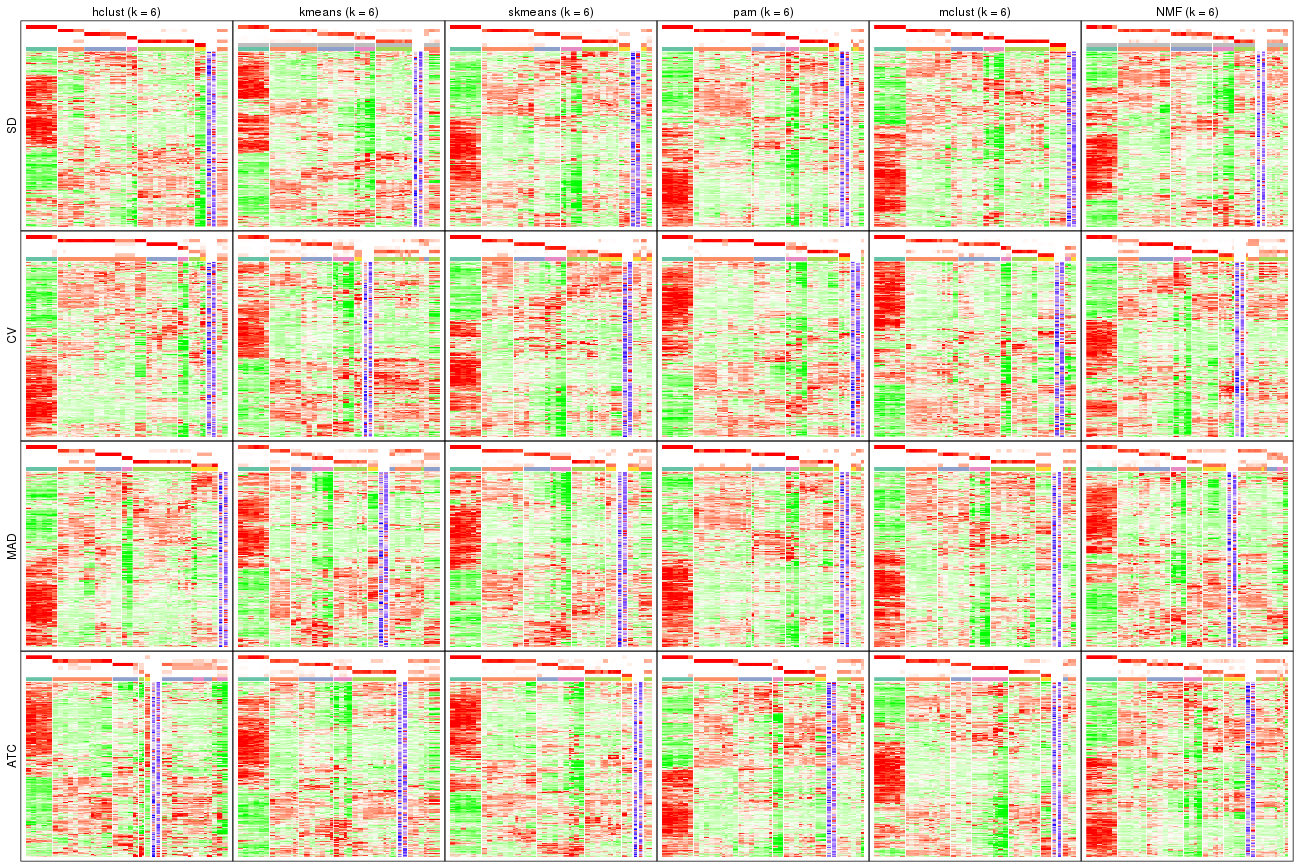 hclust (k = 6)
kmeans (k = 6)
skmeans (k = 6)
pam (k = 6)
mclust (k = 6)
NMF (k = 6)
SD
CV
MAD
ATC